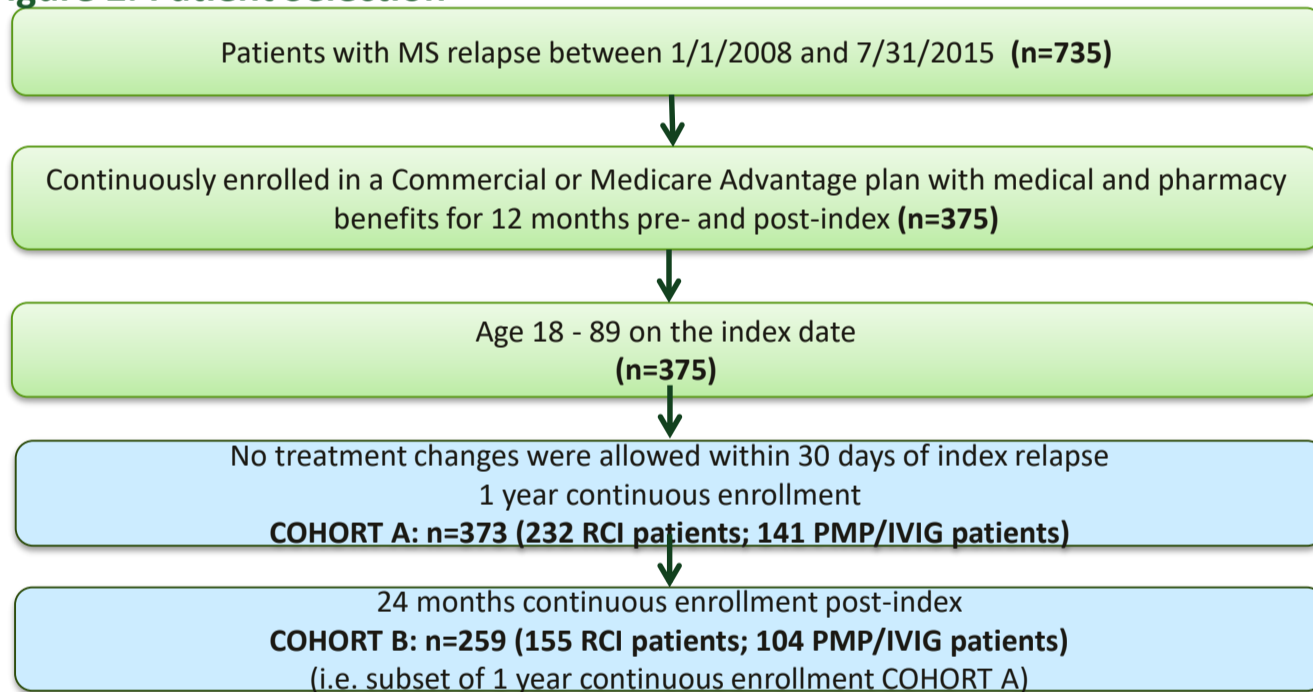 Patients with MS relapse between 1/1/2008 and 7/31/2015 (n=735)
Continuously enrolled in a Commercial or Medicare Advantage plan with medical and pharmacy
benefits for 12 months pre- and post-index (n=375)
Age 18 - 89 on the index date
(n=375)
No treatment changes were allowed within 30 days of index relapse
1 year continuous enrollment
COHORT A: n=373 (232 RCI patients; 141 PMP/IVIG patients)
24 months continuous enrollment post-index
COHORT B: n=259 (155 RCI patients; 104 PMP/IVIG patients)
(i.e. subset of 1 year continuous enrollment COHORT A)